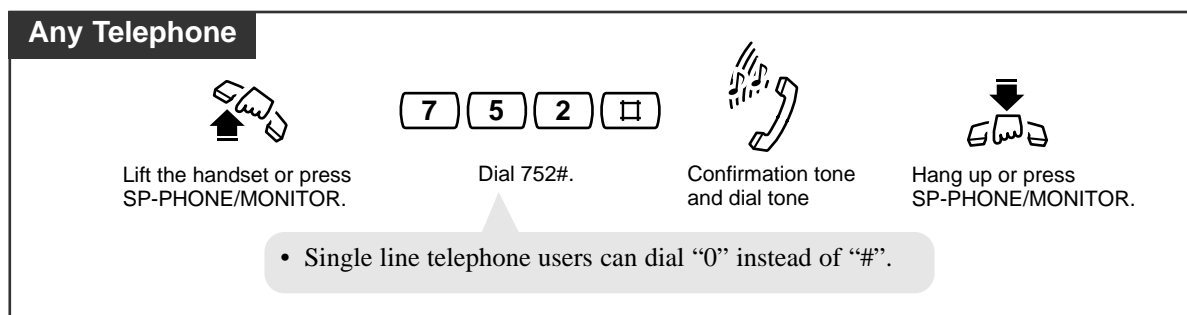 Any Telephone
7 5 2 #
Lift the handset or press
SP-PHONE/MONITOR.
Dial 752#.
Confirmation tone
and dial tone
Hang up or press
SP-PHONE/MONITOR.
• Single line telephone users can dial “0” instead of “#”.